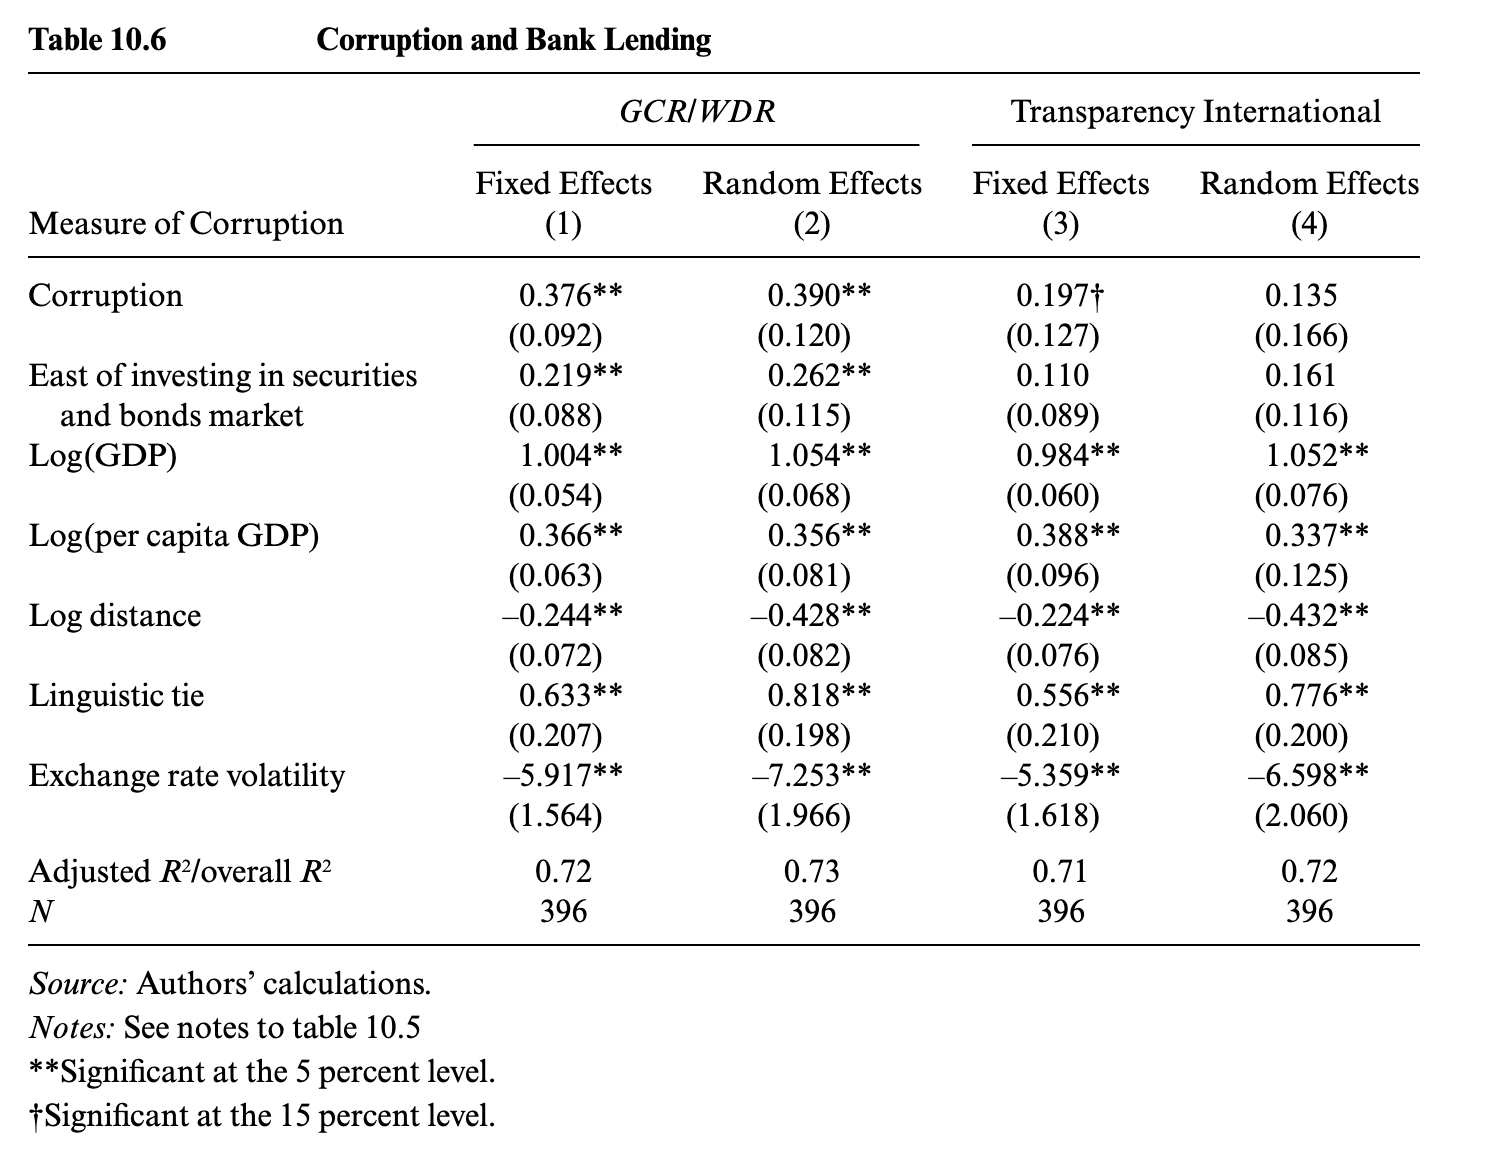 Table 10.6 Corruption and Bank Lending
GCR/WDR Transparency International
Fixed Effects Random Effects Fixed Effects Random Effects
Measure of Corruption (1) (2) (3) (4)
Corruption 0.376** 0.390** 0.197† 0.135
(0.092) (0.120) (0.127) (0.166)
East of investing in securities 0.219** 0.262** 0.110 0.161
and bonds market (0.088) (0.115) (0.089) (0.116)
Log(GDP) 1.004** 1.054** 0.984** 1.052**
(0.054) (0.068) (0.060) (0.076)
Log(per capita GDP) 0.366** 0.356** 0.388** 0.337**
(0.063) (0.081) (0.096) (0.125)
Log distance –0.244** –0.428** –0.224** –0.432**
(0.072) (0.082) (0.076) (0.085)
Linguistic tie 0.633** 0.818** 0.556** 0.776**
(0.207) (0.198) (0.210) (0.200)
Exchange rate volatility –5.917** –7.253** –5.359** –6.598**
(1.564) (1.966) (1.618) (2.060)
Adjusted R²/overall R² 0.72 0.73 0.71 0.72
N 396 396 396 396
Source: Authors’ calculations.
Notes: See notes to table 10.5
**Significant at the 5 percent level.
†Significant at the 15 percent level.